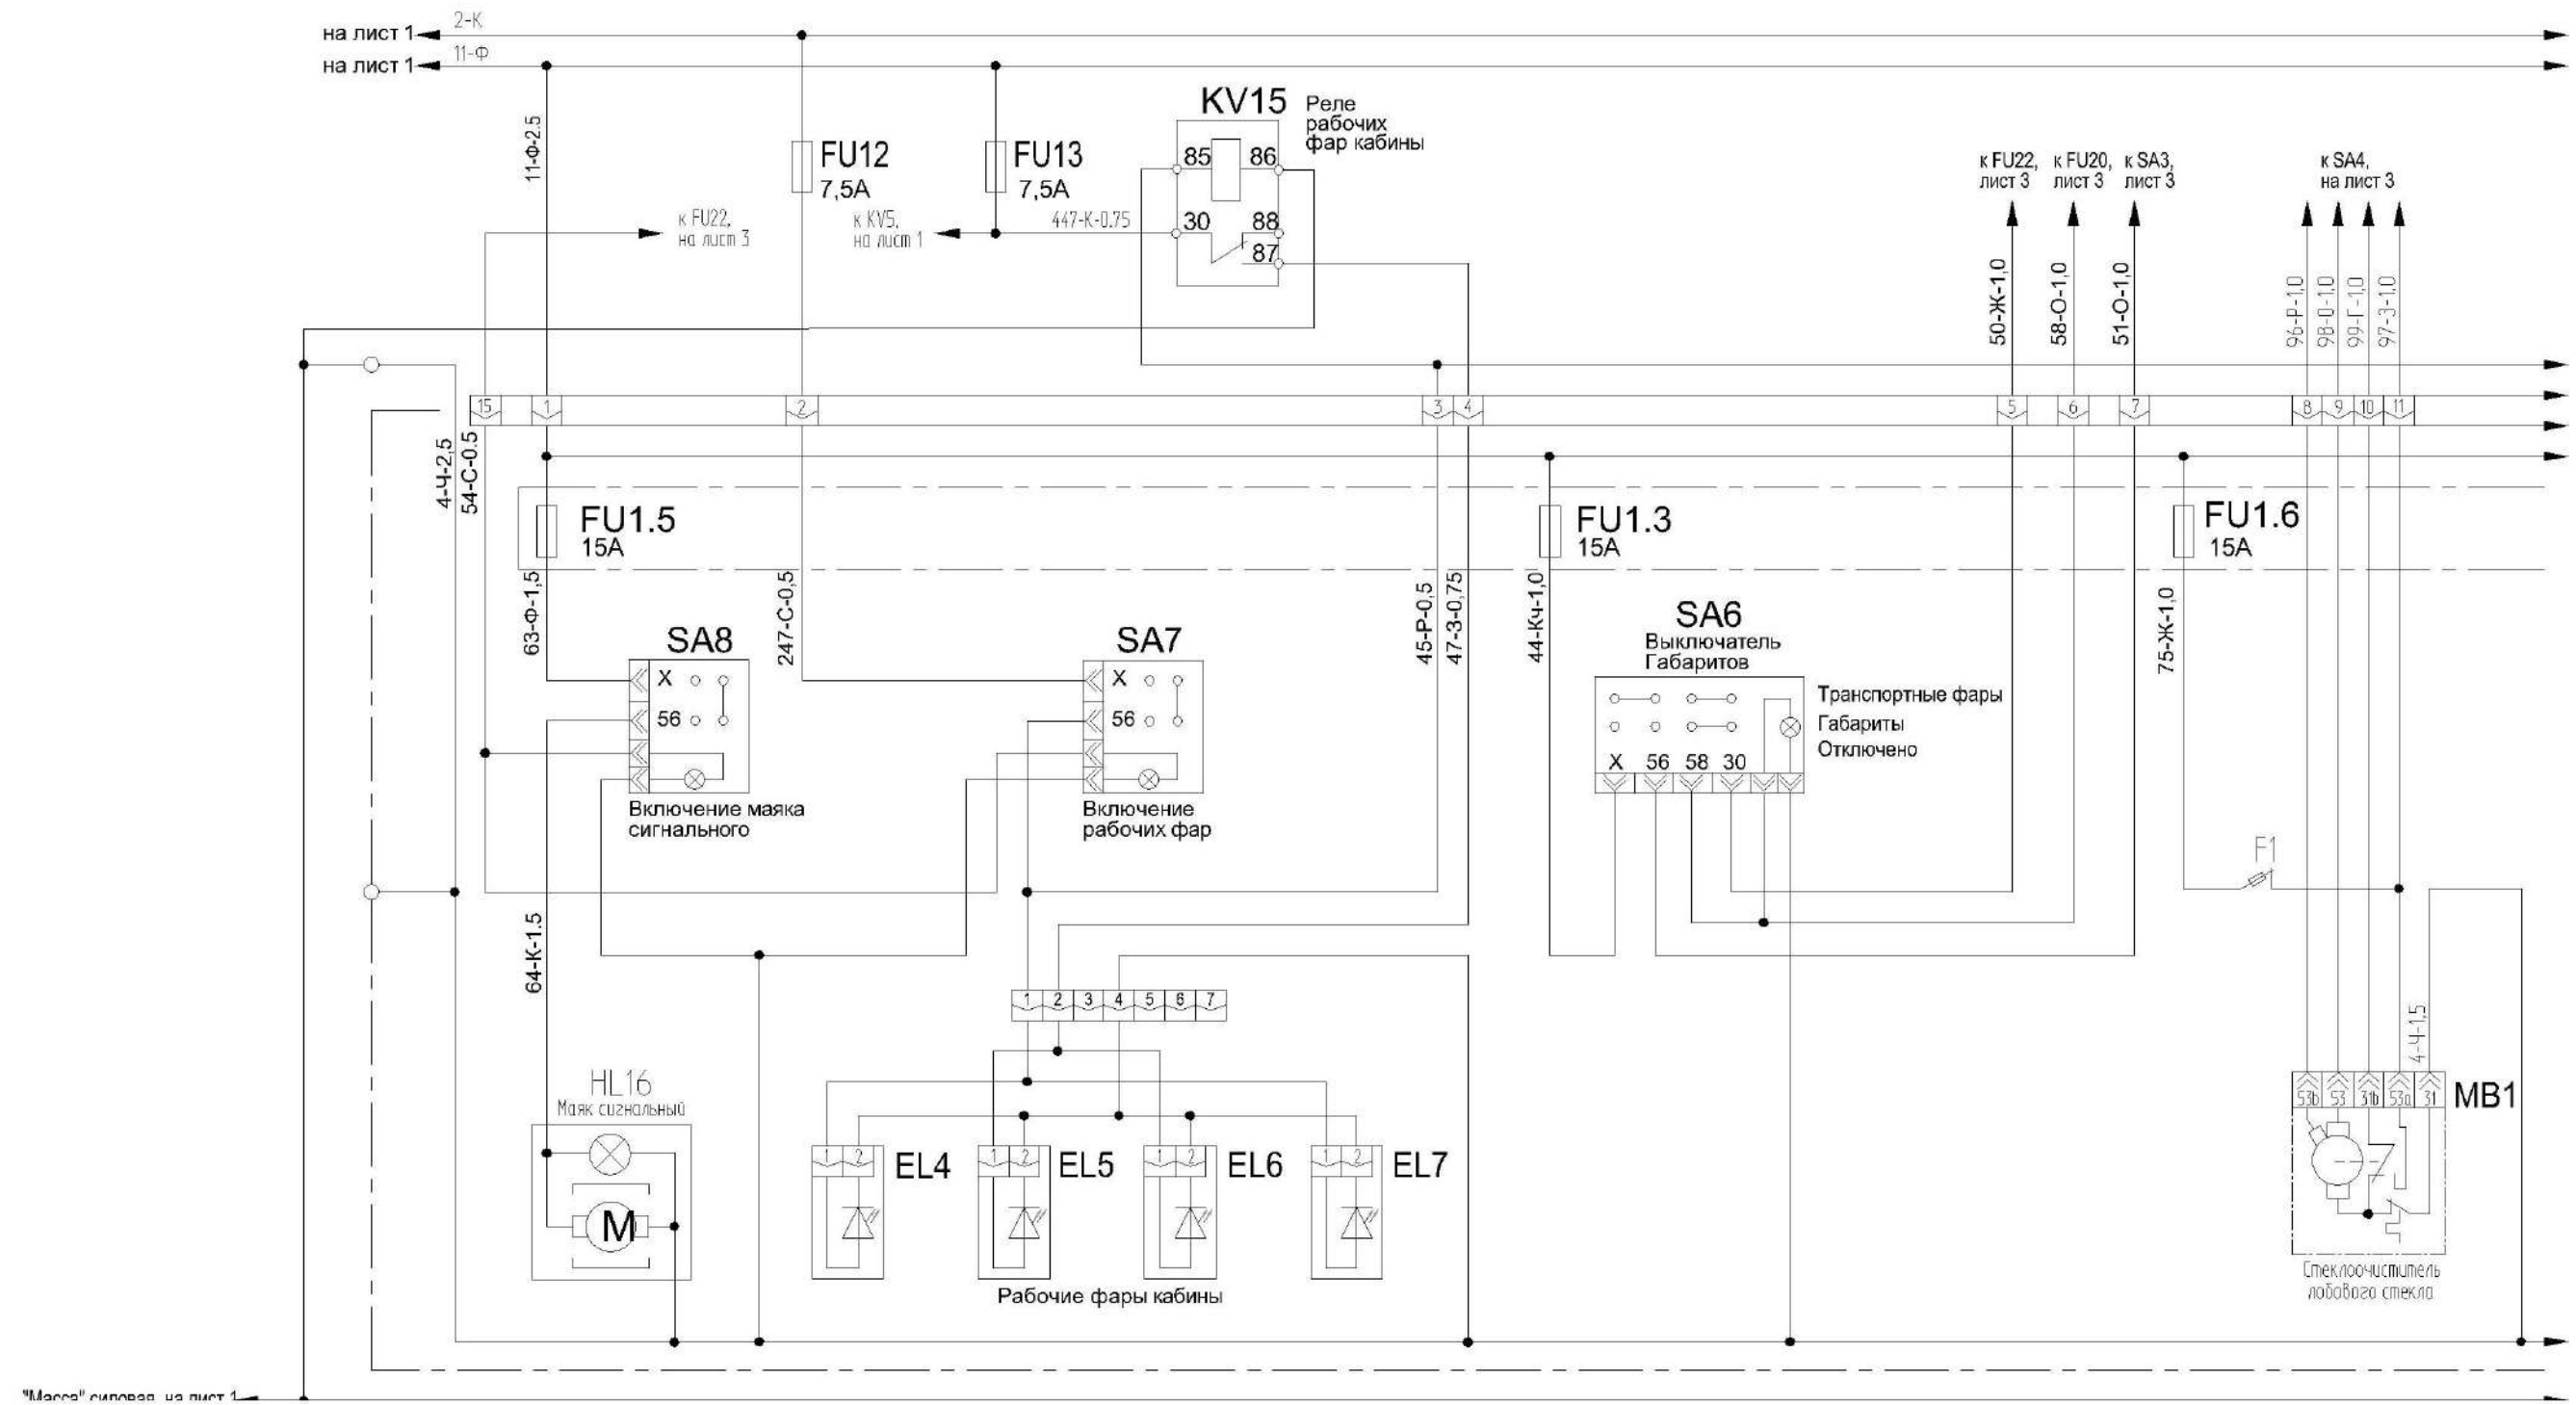 2-К
на лист 1
11-Ф
на лист 1
KV15
Реле
рабочих
фар кабины
11-Ф-2.5
FU12
7,5А
FU13
7,5А
85
86
30
88
87
447-К-0.75
к FU22,
на лист 3
к KV5,
на лист 1
к FU22,
лист 3
к FU20,
лист 3
к SA3,
лист 3
к SA4,
на лист 3
50-Ж-1,0
58-О-1,0
51-О-1,0
96-Р-1,0
98-О-1,0
99-Г-1,0
97-З-1,0
15
1
2
3
4
5
6
7
8
9
10
11
4-Ч-2,5
54-С-0.5
FU1.5
15А
FU1.3
15А
FU1.6
15А
63-Ф-1,5
247-С-0,5
45-Р-0,5
47-З-0,75
44-Кч-1,0
75-Ж-1,0
SA8
X
56
Включение маяка
сигнального
SA7
X
56
Включение
рабочих фар
SA6
Выключатель
Габаритов
Транспортные фары
Габариты
Отключено
X 56 58 30
F1
64-К-1.5
1 2 3 4 5 6 7
4-Ч-1,5
HL16
Маяк сигнальный
M
1 2
EL4
1 2
EL5
1 2
EL6
1 2
EL7
Рабочие фары кабины
53b 53 31b 53a 31
MB1
Стеклоочиститель
лобового стекла
"Масса" силовая, на лист 1